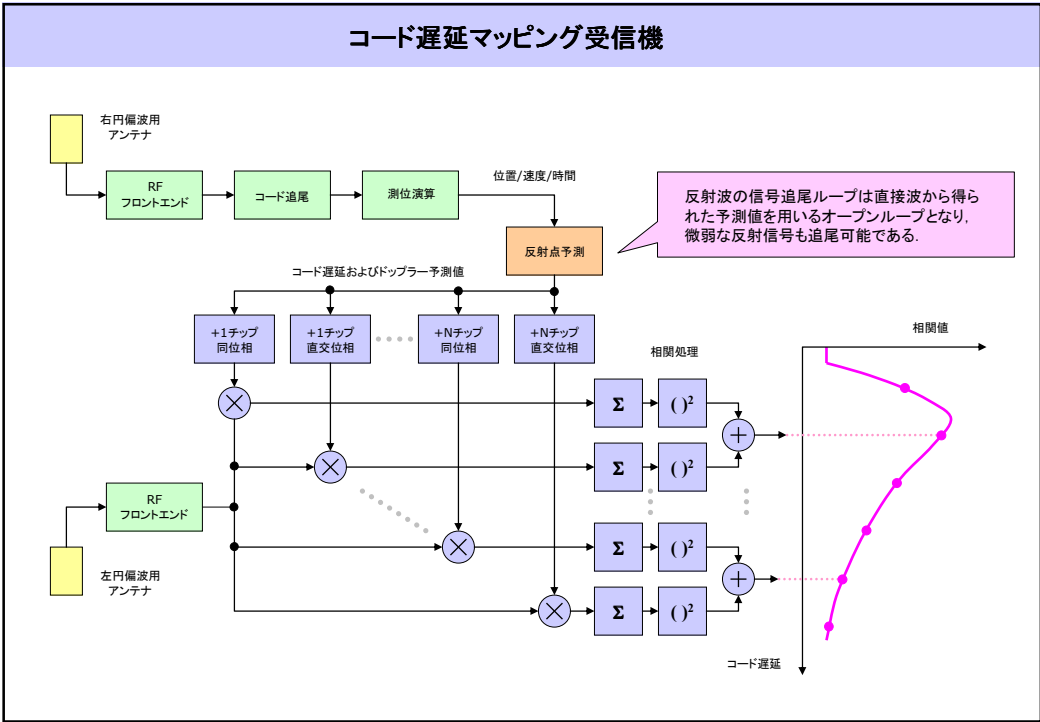 コード遅延マッピング受信機
右円偏波用
アンテナ
RF
フロントエンド
コード追尾
測位演算
位置/速度/時間
反射波の信号追尾ループは直接波から得ら
れた予測値を用いるオープンループとなり,
微弱な反射信号も追尾可能である.
反射点予測
コード遅延およびドップラー予測値
+1チップ
同位相
+1チップ
直交位相
+Nチップ
同位相
+Nチップ
直交位相
相関処理
相関値
Σ
( )²
Σ
( )²
RF
フロントエンド
Σ
( )²
左円偏波用
アンテナ
Σ
( )²
コード遅延